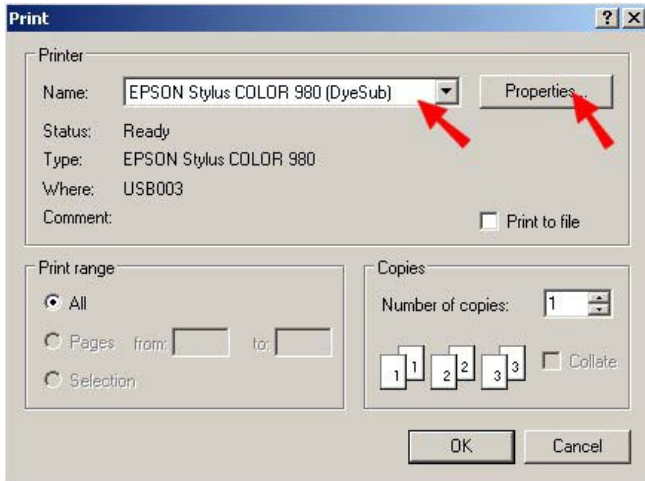 Print
Printer
Name: EPSON Stylus COLOR 980 (DyeSub) Properties...
Status: Ready
Type: EPSON Stylus COLOR 980
Where: USB003
Comment: Print to file
Print range Copies
All Number of copies: 1
Pages from: to:
1 1 2 2 3 3 Collate
Selection
OK Cancel